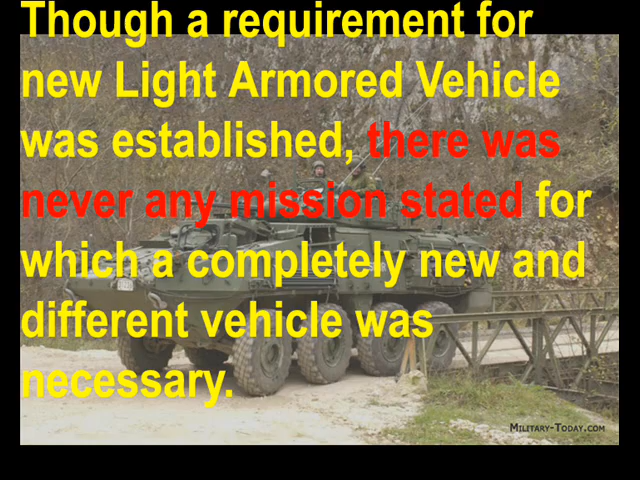 Though a requirement for
new Light Armored Vehicle
was established, there was
never any mission stated for
which a completely new and
different vehicle was
necessary.
Military-Today.com